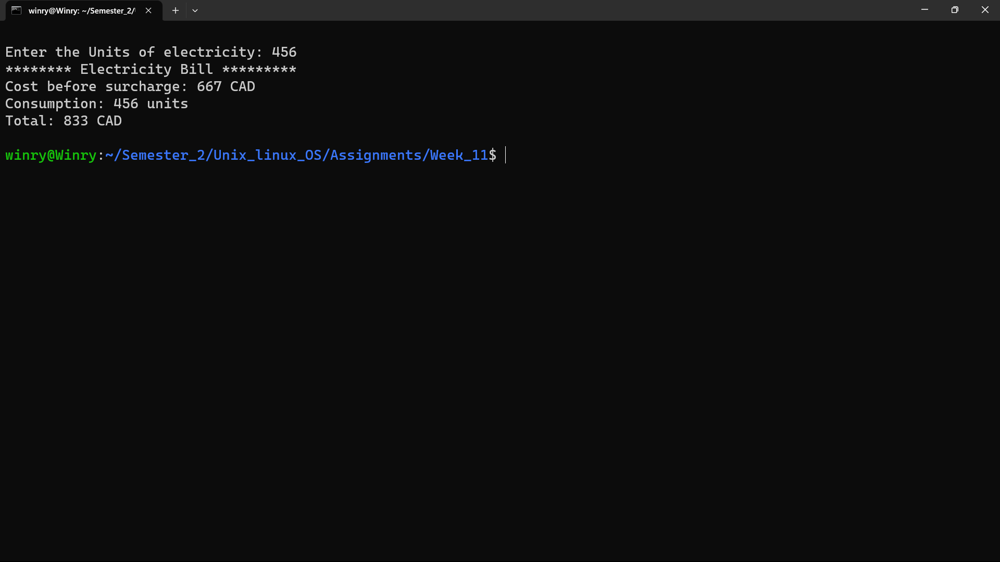 winry@Winry: ~/Semester_2/
Enter the Units of electricity: 456
******** Electricity Bill *********
Cost before surcharge: 667 CAD
Consumption: 456 units
Total: 833 CAD
winry@Winry:~/Semester_2/Unix_linux_OS/Assignments/Week_11$